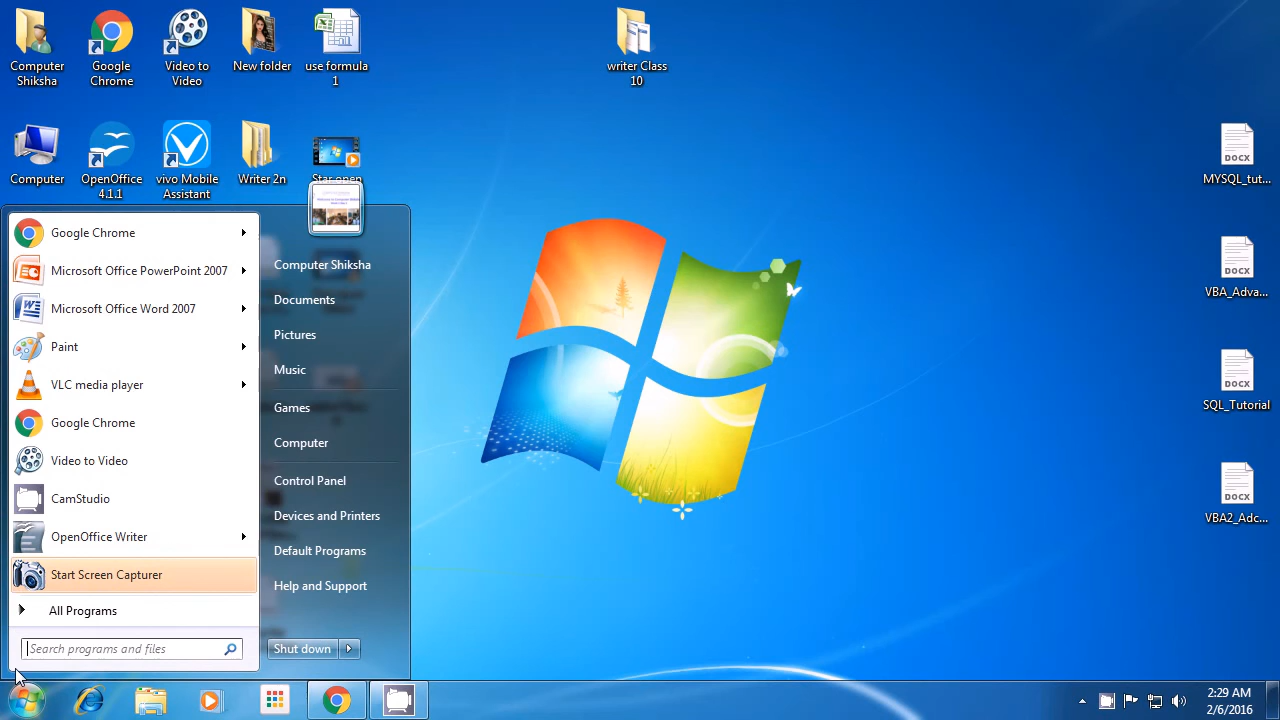 Computer
Shiksha
Google
Chrome
Video to
Video
New folder
use formula
1
writer Class
10
Computer
OpenOffice
4.1.1
vivo Mobile
Assistant
Writer 2n
MYSQL_tut...
VBA_Adva...
SQL_Tutorial
VBA2_Adc...
DOCX
DOCX
DOCX
DOCX
Google Chrome
Microsoft Office PowerPoint 2007
Microsoft Office Word 2007
Paint
VLC media player
Google Chrome
Video to Video
CamStudio
OpenOffice Writer
Start Screen Capturer
All Programs
Search programs and files
Computer Shiksha
Documents
Pictures
Music
Games
Computer
Control Panel
Devices and Printers
Default Programs
Help and Support
Shut down
2:29 AM
2/6/2016